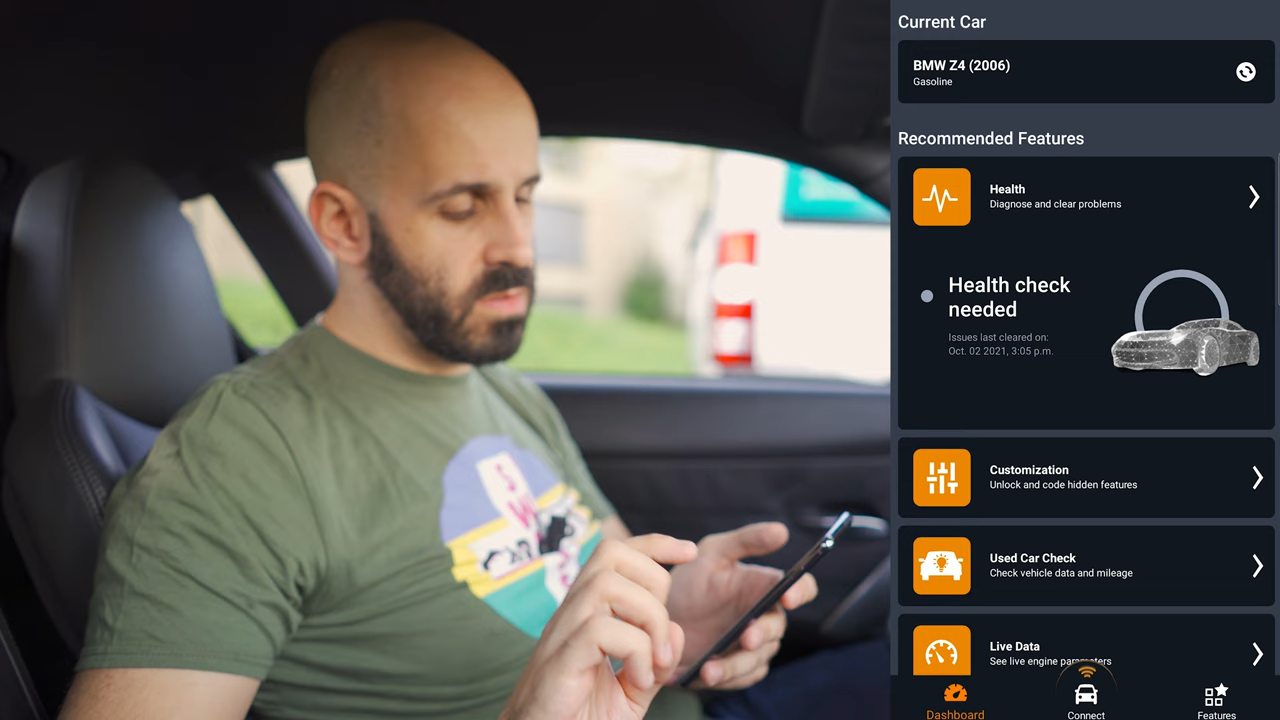 Current Car
BMW Z4 (2006)
Gasoline
Recommended Features
Health
Diagnose and clear problems
Health check
needed
Issues last cleared on:
Oct. 02 2021, 3:05 p.m.
Customization
Unlock and code hidden features
Used Car Check
Check vehicle data and mileage
Live Data
See live engine parameters
Dashboard
Connect
Features